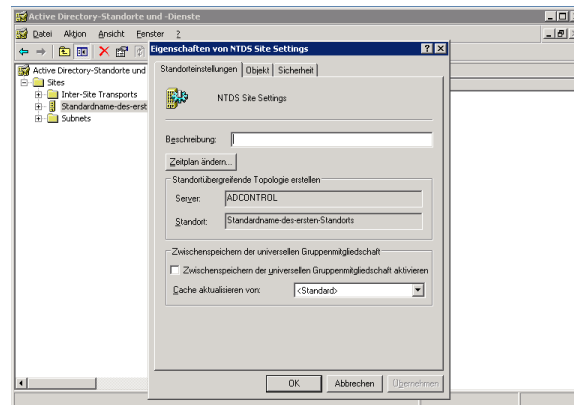 Active Directory-Standorte und -Dienste
Datei Aktion Ansicht Fenster ?
Eigenschaften von NTDS Site Settings
Active Directory-Standorte und
Sites
Inter-Site Transports
Standardname-des-erst
Subnets
Standorteinstellungen Objekt Sicherheit
NTDS Site Settings
Beschreibung:
Zeitplan ändern...
Standortübergreifende Topologie erstellen
Server: ADCONTROL
Standort: Standardname-des-ersten-Standorts
Zwischenspeichern der universellen Gruppenmitgliedschaft
Zwischenspeichern der universellen Gruppenmitgliedschaft aktivieren
Cache aktualisieren von: <Standard>
OK Abbrechen Übernehmen